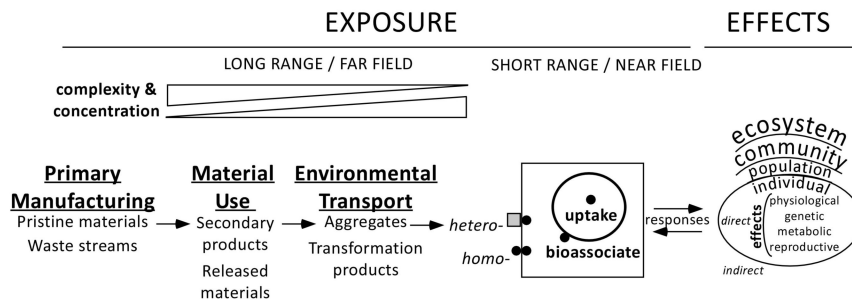 EXPOSURE
EFFECTS
LONG RANGE / FAR FIELD
SHORT RANGE / NEAR FIELD
complexity &
concentration
Primary
Manufacturing
Pristine materials
Waste streams
Material
Use
Secondary
products
Released
materials
Environmental
Transport
Aggregates
Transformation
products
hetero-
homo-
uptake
bioassociate
responses
ecosystem
community
population
individual
direct
effects
physiological
genetic
metabolic
reproductive
indirect